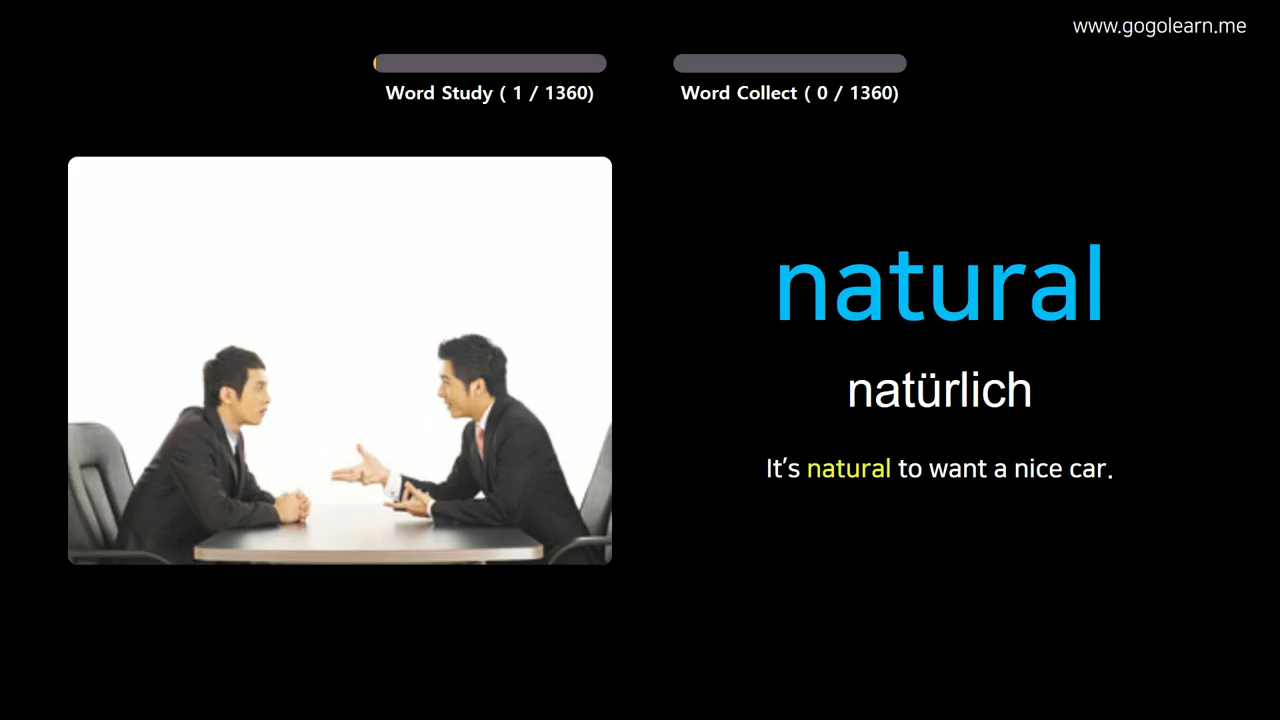 www.gogolearn.me
Word Study ( 1 / 1360)
Word Collect ( 0 / 1360)
natural
natürlich
It's natural to want a nice car.